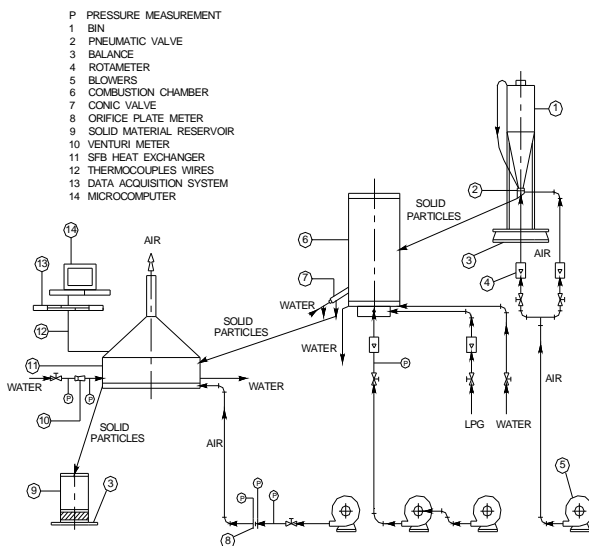 P PRESSURE MEASUREMENT
1 BIN
2 PNEUMATIC VALVE
3 BALANCE
4 ROTAMETER
5 BLOWERS
6 COMBUSTION CHAMBER
7 CONIC VALVE
8 ORIFICE PLATE METER
9 SOLID MATERIAL RESERVOIR
10 VENTURI METER
11 SFB HEAT EXCHANGER
12 THERMOCOUPLES WIRES
13 DATA ACQUISITION SYSTEM
14 MICROCOMPUTER
1
2
SOLID
PARTICLES
3
AIR
4
6
14
AIR
13
7
WATER
12
SOLID
PARTICLES
WATER
11
WATER
P
P
P
WATER
10
SOLID
PARTICLES
AIR
LPG
WATER
AIR
9
3
P
P
P
8
5